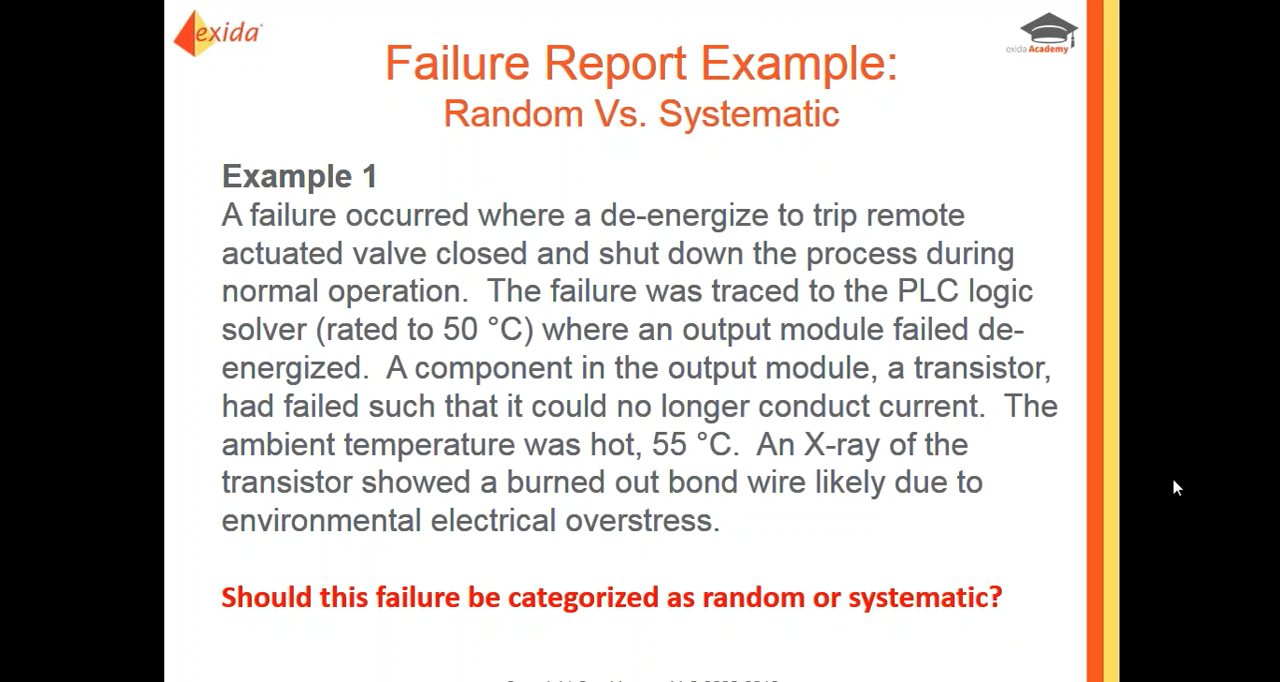 exida
exida Academy
Failure Report Example:
Random Vs. Systematic
Example 1
A failure occurred where a de-energize to trip remote
actuated valve closed and shut down the process during
normal operation.  The failure was traced to the PLC logic
solver (rated to 50 °C) where an output module failed de-
energized.  A component in the output module, a transistor,
had failed such that it could no longer conduct current.  The
ambient temperature was hot, 55 °C.  An X-ray of the
transistor showed a burned out bond wire likely due to
environmental electrical overstress.
Should this failure be categorized as random or systematic?